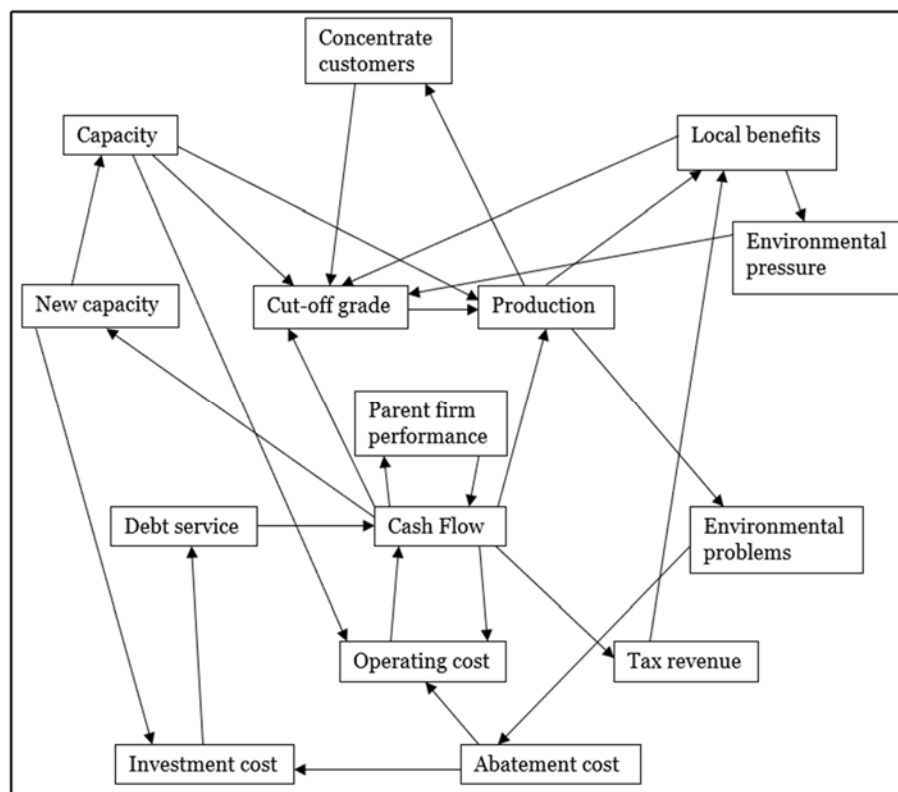 Concentrate
customers
Capacity
Local benefits
Environmental
pressure
New capacity
Cut-off grade
Production
Parent firm
performance
Debt service
Cash Flow
Environmental
problems
Operating cost
Tax revenue
Investment cost
Abatement cost